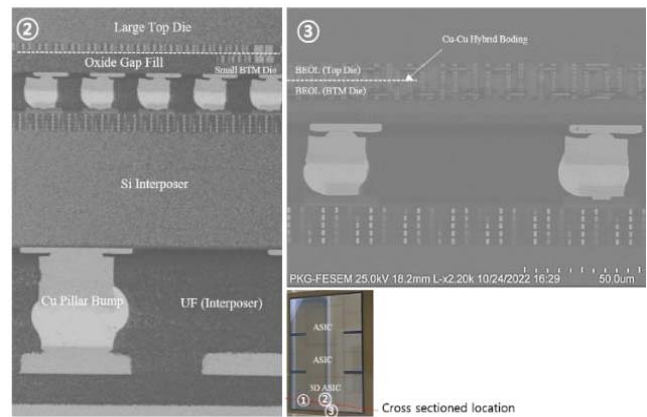 ②
Large Top Die
Oxide Gap Fill
Small BTM Die
Si Interposer
Cu Pillar Bump
UF (Interposer)
③
Cu-Cu Hybrid Boding
BEOL (Top Die)
BEOL (BTM Die)
PKG-FESEM 25.0kV 18.2mm L-x2.20k 10/24/2022 16:29
50.0um
ASIC
ASIC
3D ASIC
① ②
③
Cross sectioned location